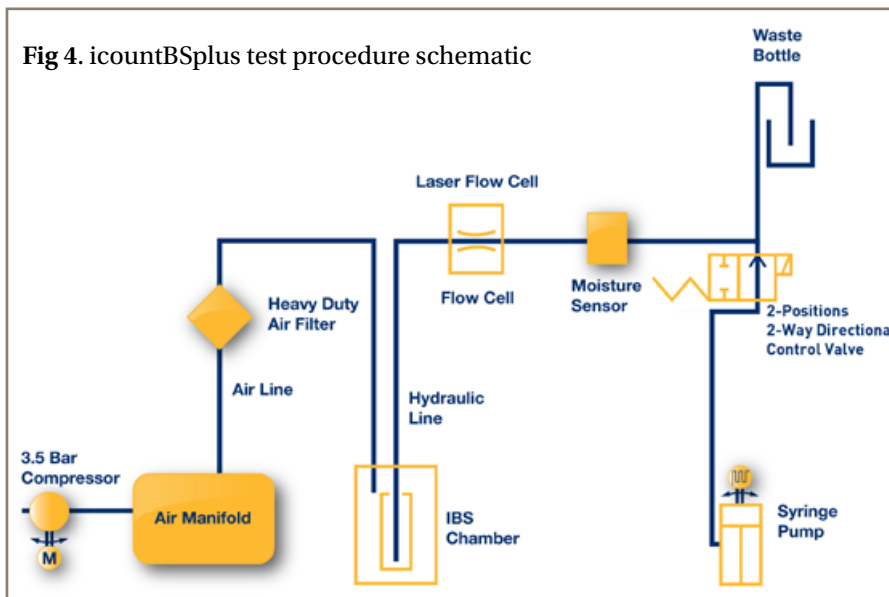 Fig 4. icountBSplus test procedure schematic
Waste
Bottle
Laser Flow Cell
Flow Cell
Moisture
Sensor
2-Positions
2-Way Directiona
Control Valve
Heavy Duty
Air Filter
Air Line
Hydraulic
Line
3.5 Bar
Compressor
M
Air Manifold
IBS
Chamber
Syringe
Pump